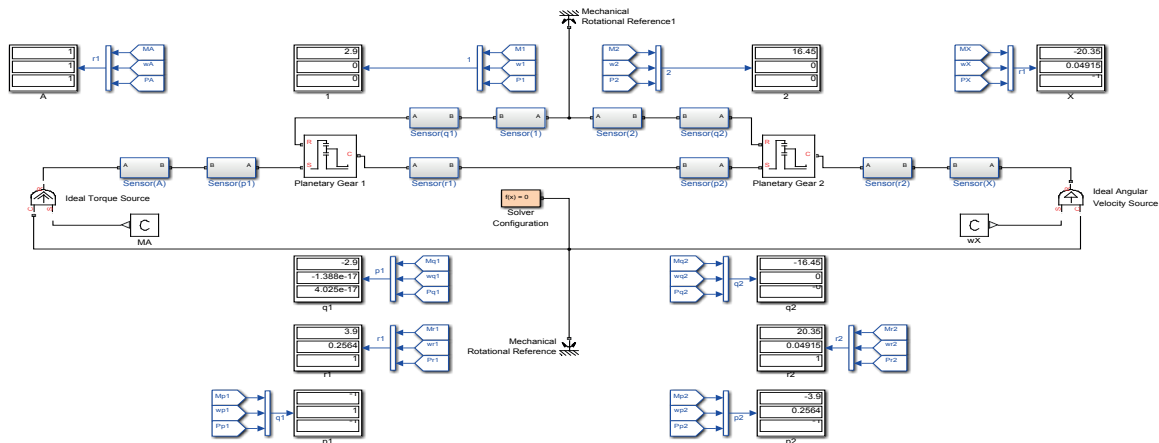 Mechanical
Rotational Reference1
1
1
1
A
r1
MA
wA
PA
2.9
0
0
1
1
M1
w1
P1
M2
w2
P2
2
16.45
0
0
2
MX
wX
PX
r1
-20.35
0.04915
-1
X
A B
Sensor(q1)
B A
Sensor(1)
A B
Sensor(2)
B A
Sensor(q2)
A B
Sensor(A)
B A
Sensor(p1)
R
S
C
Planetary Gear 1
A B
Sensor(r1)
B A
Sensor(p2)
R
S
C
Planetary Gear 2
A B
Sensor(r2)
B A
Sensor(X)
R
C
S
Ideal Torque Source
C
MA
f(x) = 0
Solver
Configuration
R
S
C
Ideal Angular
Velocity Source
C
wX
-2.9
-1.388e-17
4.025e-17
q1
p1
Mq1
wq1
Pq1
Mq2
wq2
Pq2
q2
-16.45
0
-0
q2
3.9
0.2564
1
r1
r1
Mr1
wr1
Pr1
Mechanical
Rotational Reference
20.35
0.04915
1
r2
r2
Mr2
wr2
Pr2
Mp1
wp1
Pp1
q1
-1
1
-1
p1
Mp2
wp2
Pp2
p2
-3.9
0.2564
-1
p2